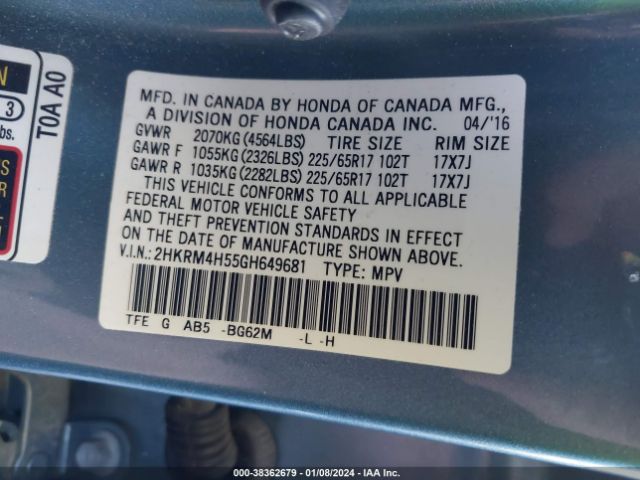 MFD. IN CANADA BY HONDA OF CANADA MFG.,
A DIVISION OF HONDA CANADA INC. 04/'16
GVWR 2070KG (4564LBS) TIRE SIZE RIM SIZE
GAWR F 1055KG (2326LBS) 225/65R17 102T 17X7J
GAWR R 1035KG (2282LBS) 225/65R17 102T 17X7J
THIS VEHICLE CONFORMS TO ALL APPLICABLE
FEDERAL MOTOR VEHICLE SAFETY
AND THEFT PREVENTION STANDARDS IN EFFECT
ON THE DATE OF MANUFACTURE SHOWN ABOVE.
V.I.N.: 2HKRM4H55GH649681 TYPE: MPV
TFE G AB5 -BG62M -L -H
T0A A0
N
3
bs.
S
R
000-38362679 - 01/08/2024 - IAA Inc.